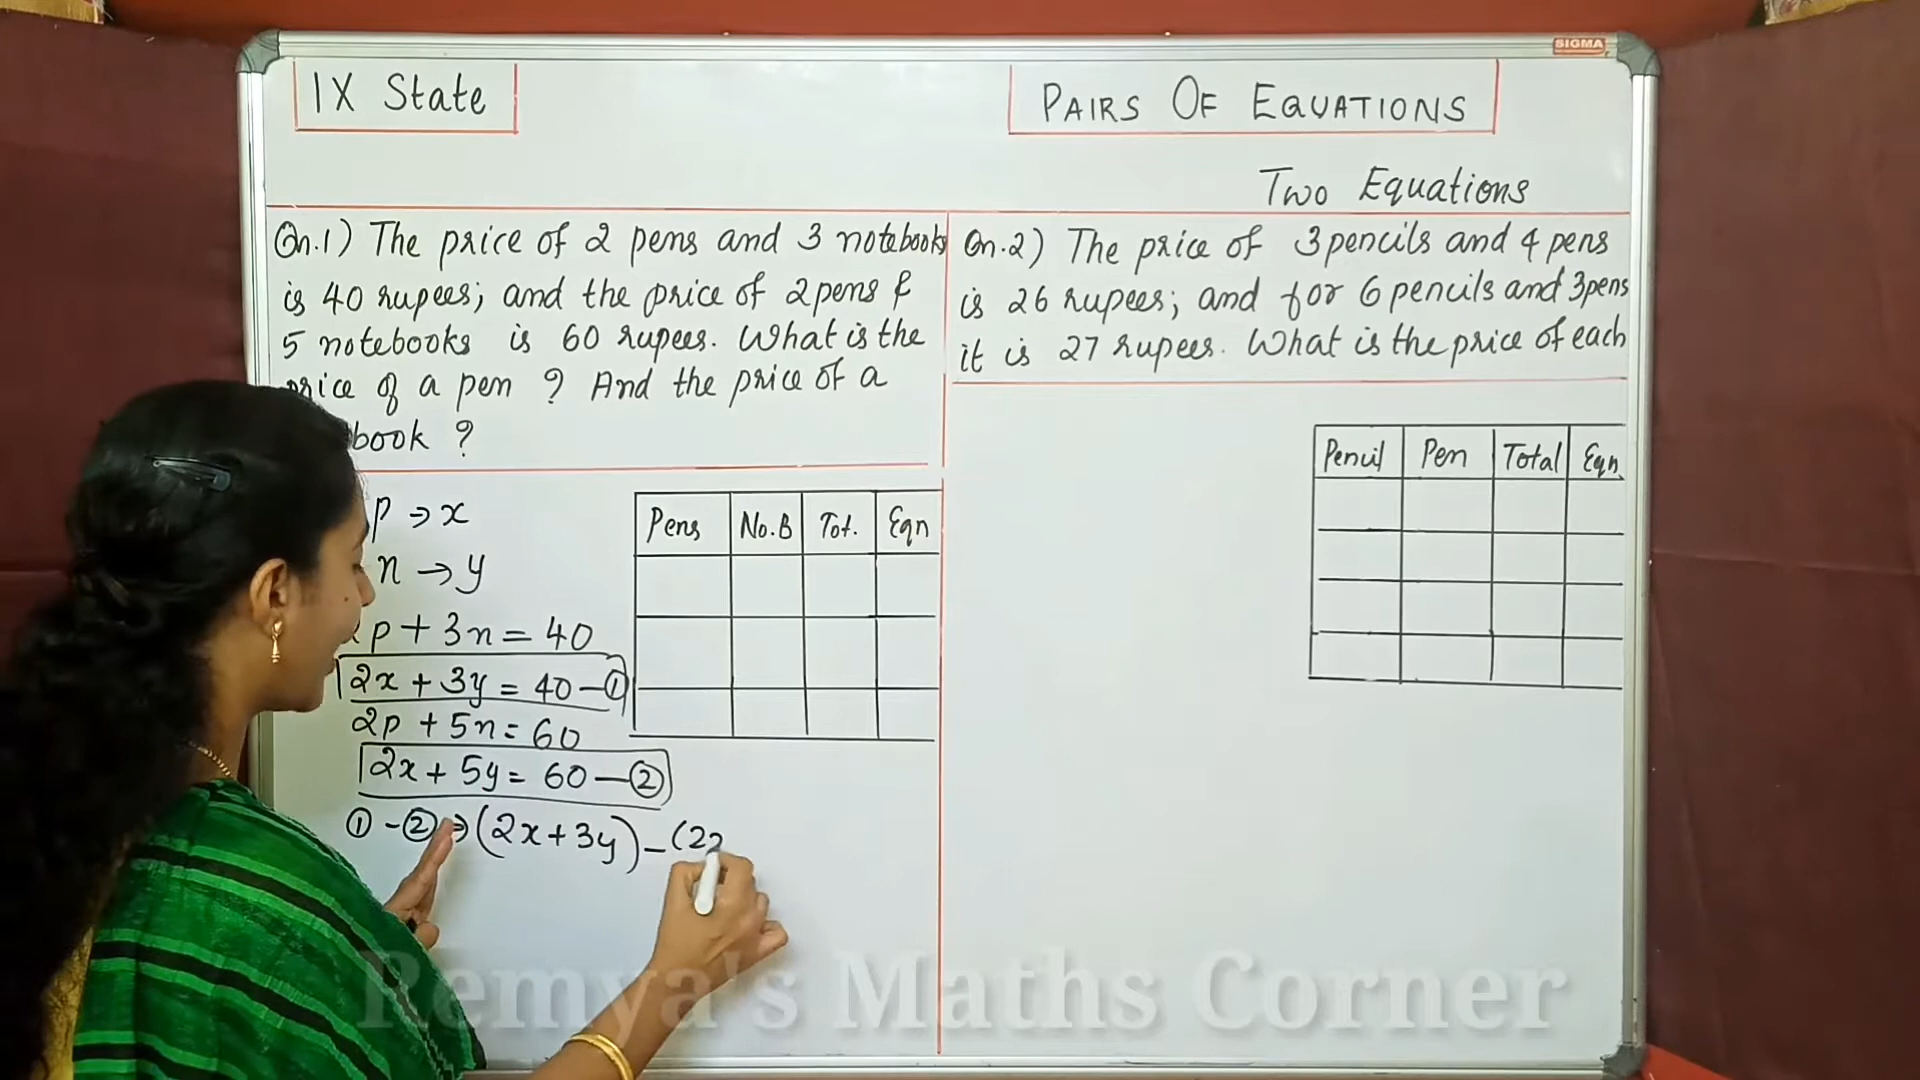 SIGMA
IX State
PAIRS OF EQUATIONS
Two Equations
Qn.1) The price of 2 pens and 3 notebooks
is 40 rupees; and the price of 2 pens &
5 notebooks is 60 rupees. What is the
price of a pen ? And the price of a
book ?
p → x
n → y
2p + 3n = 40
2x + 3y = 40 — ①
2p + 5n = 60
2x + 5y = 60 — ②
① - ② ⇒ (2x + 3y) - (2
Pens No.B Tot. Eqn
Qn.2) The price of 3 pencils and 4 pens
is 26 rupees; and for 6 pencils and 3 pens
it is 27 rupees. What is the price of each
Pencil Pen Total Eqn
Remya's Maths Corner